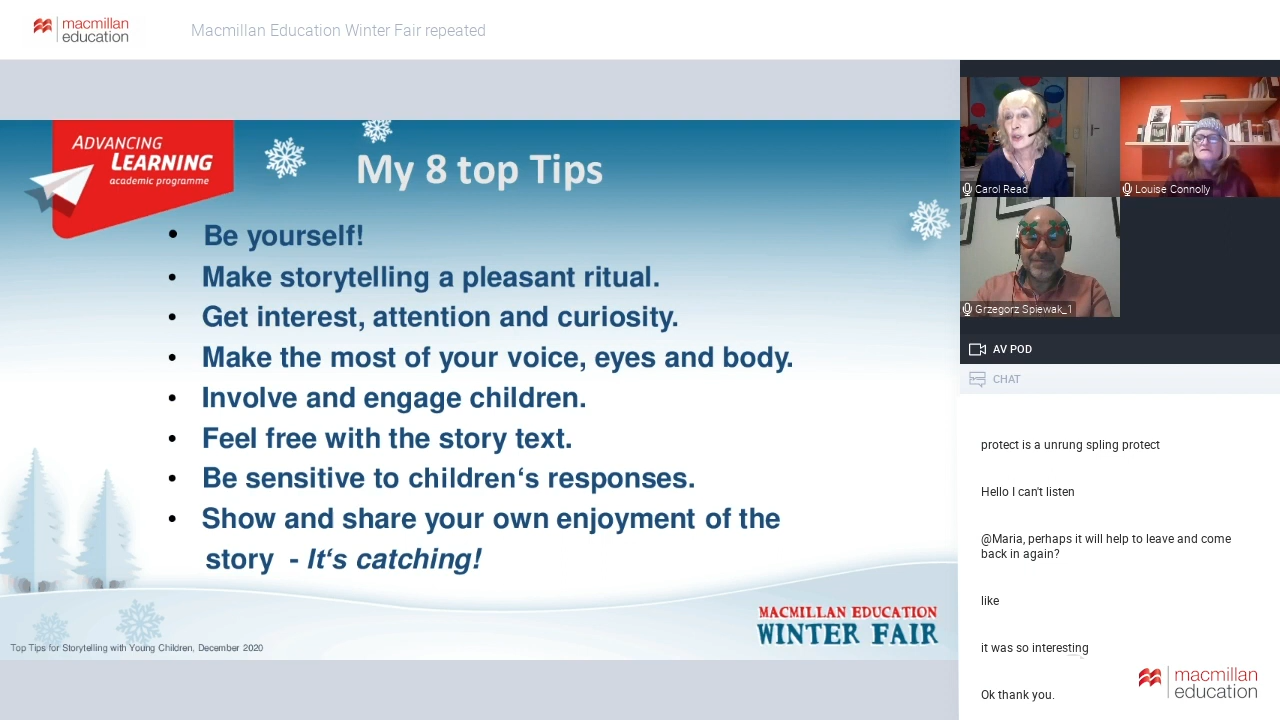 macmillan
education
Macmillan Education Winter Fair repeated
ADVANCING
LEARNING
academic programme
My 8 top Tips
• Be yourself!
• Make storytelling a pleasant ritual.
• Get interest, attention and curiosity.
• Make the most of your voice, eyes and body.
• Involve and engage children.
• Feel free with the story text.
• Be sensitive to children‘s responses.
• Show and share your own enjoyment of the
story - It‘s catching!
MACMILLAN EDUCATION
WINTER FAIR
Top Tips for Storytelling with Young Children, December 2020
Carol Read
Louise Connolly
Grzegorz Spiewak_1
AV POD
CHAT
protect is a unrung spling protect
Hello I can't listen
@Maria, perhaps it will help to leave and come
back in again?
like
it was so interesting
Ok thank you.
macmillan
education